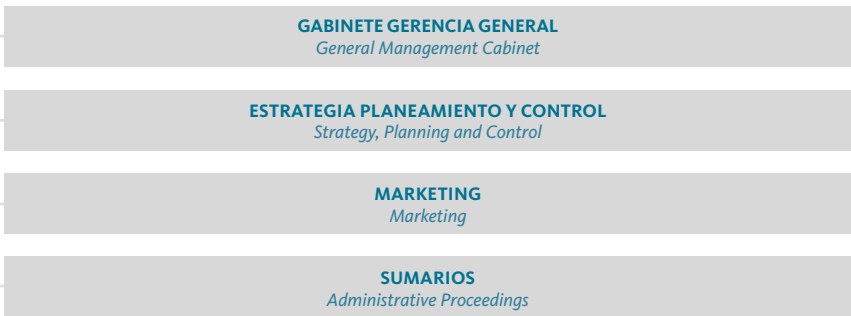 GABINETE GERENCIA GENERAL
General Management Cabinet
ESTRATEGIA PLANEAMIENTO Y CONTROL
Strategy, Planning and Control
MARKETING
Marketing
SUMARIOS
Administrative Proceedings